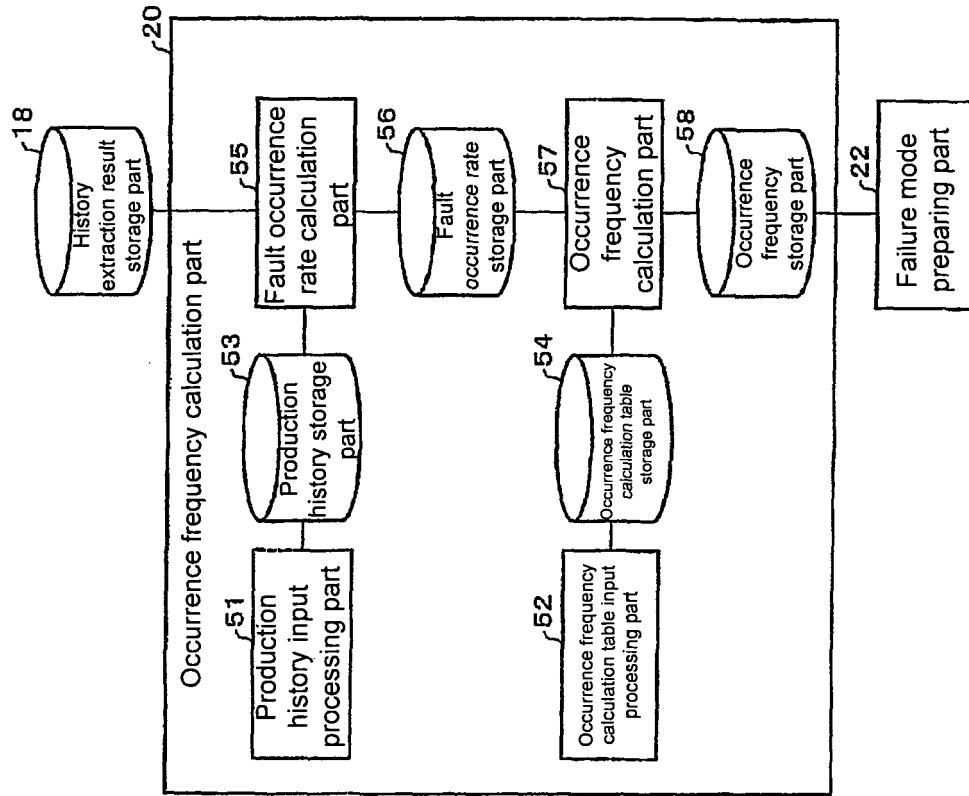 18
History
extraction result
storage part
20
Occurrence frequency calculation part
51
Production
history input
processing part
53
Production
history storage
part
55
Fault occurrence
rate calculation
part
56
Fault
occurrence rate
storage part
52
Occurrence frequency
calculation table input
processing part
54
Occurrence frequency
calculation table
storage part
57
Occurrence
frequency
calculation part
58
Occurrence
frequency
storage part
22
Failure mode
preparing part